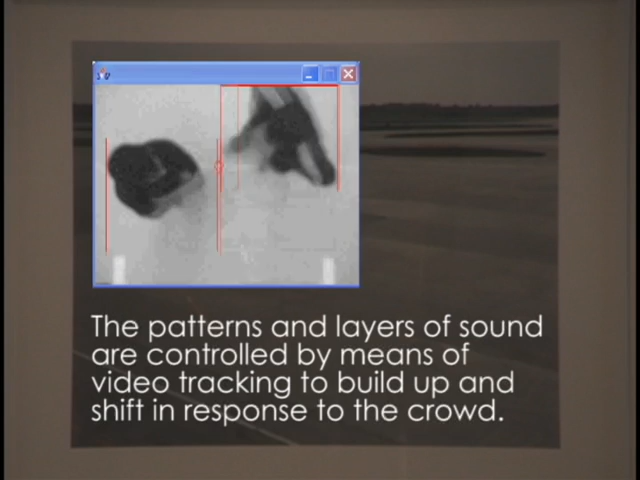 The patterns and layers of sound
are controlled by means of
video tracking to build up and
shift in response to the crowd.